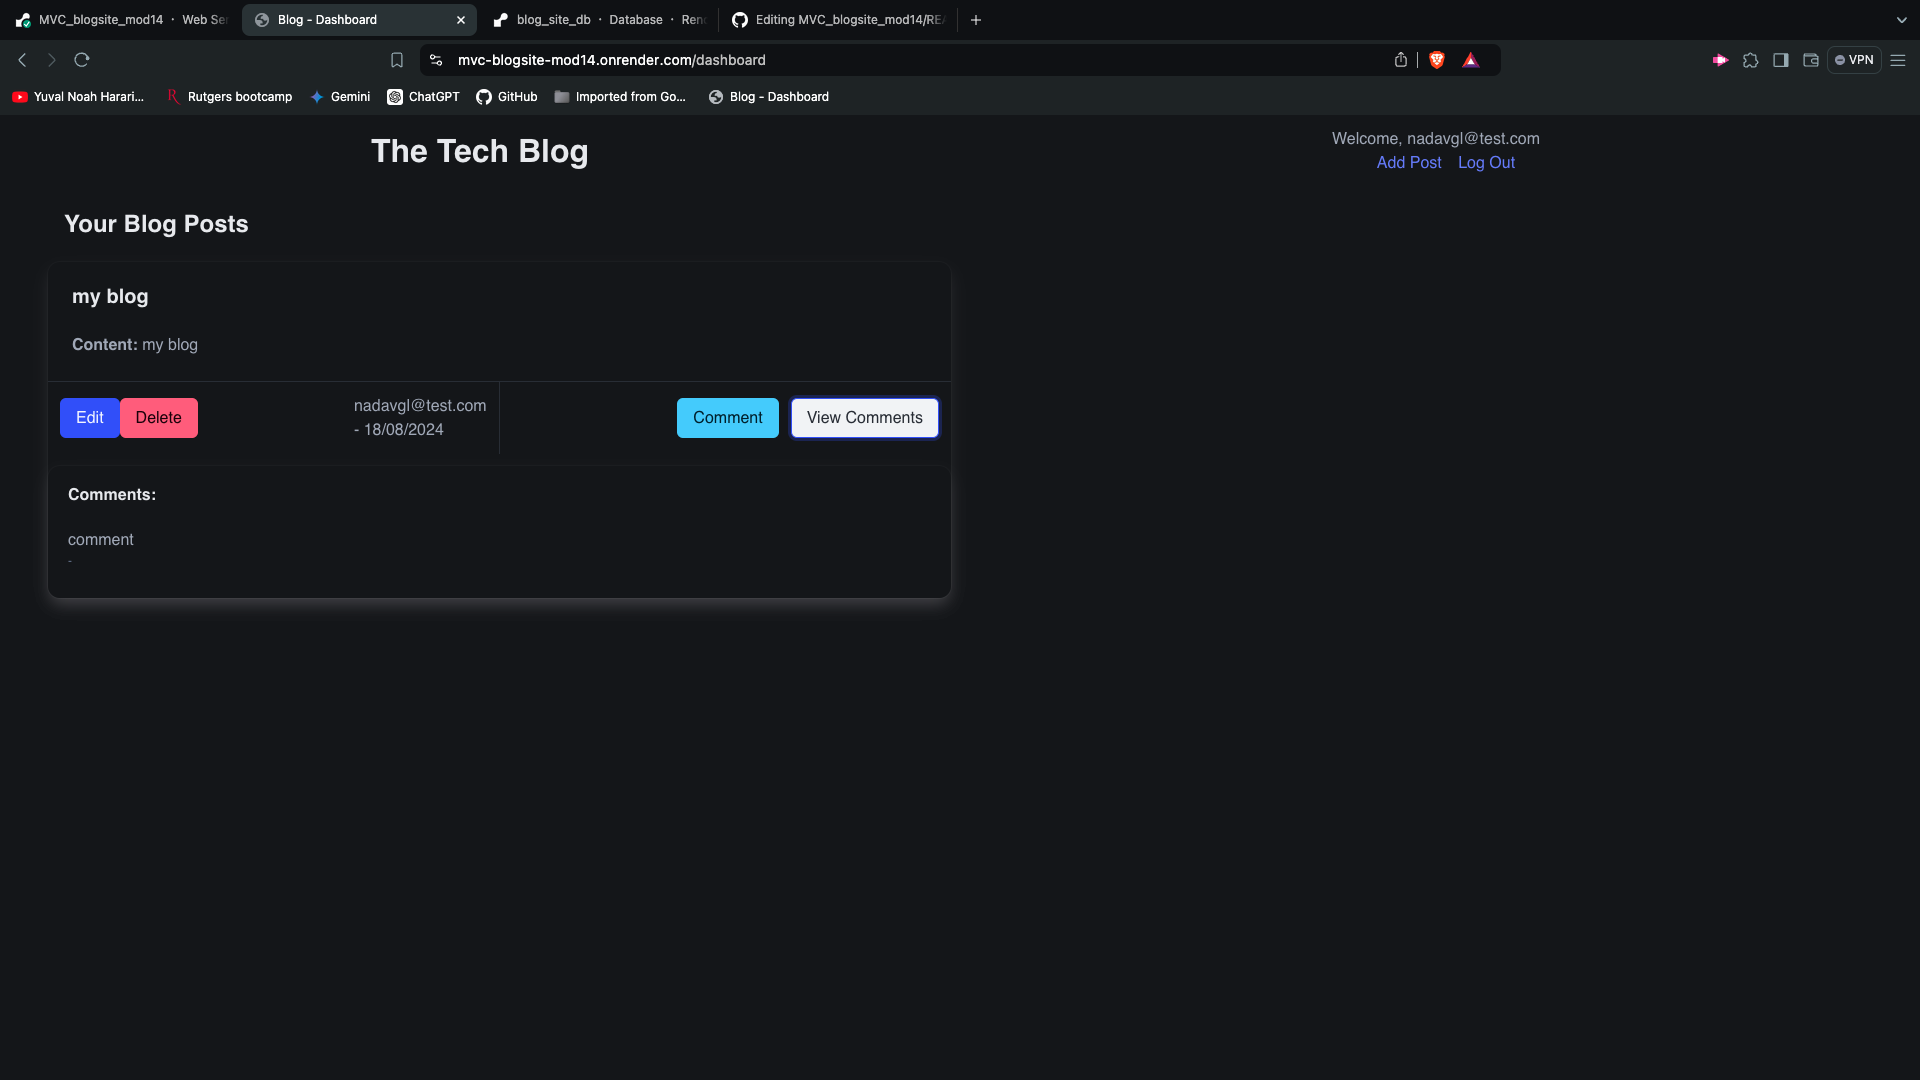 MVC_blogsite_mod14 · Web Ser
Blog - Dashboard
blog_site_db · Database · Ren
Editing MVC_blogsite_mod14/REA
mvc-blogsite-mod14.onrender.com/dashboard
VPN
Yuval Noah Harari...
Rutgers bootcamp
Gemini
ChatGPT
GitHub
Imported from Go...
Blog - Dashboard
The Tech Blog
Welcome, nadavgl@test.com
Add Post Log Out
Your Blog Posts
my blog
Content: my blog
Edit Delete
nadavgl@test.com
- 18/08/2024
Comment View Comments
Comments:
comment
-